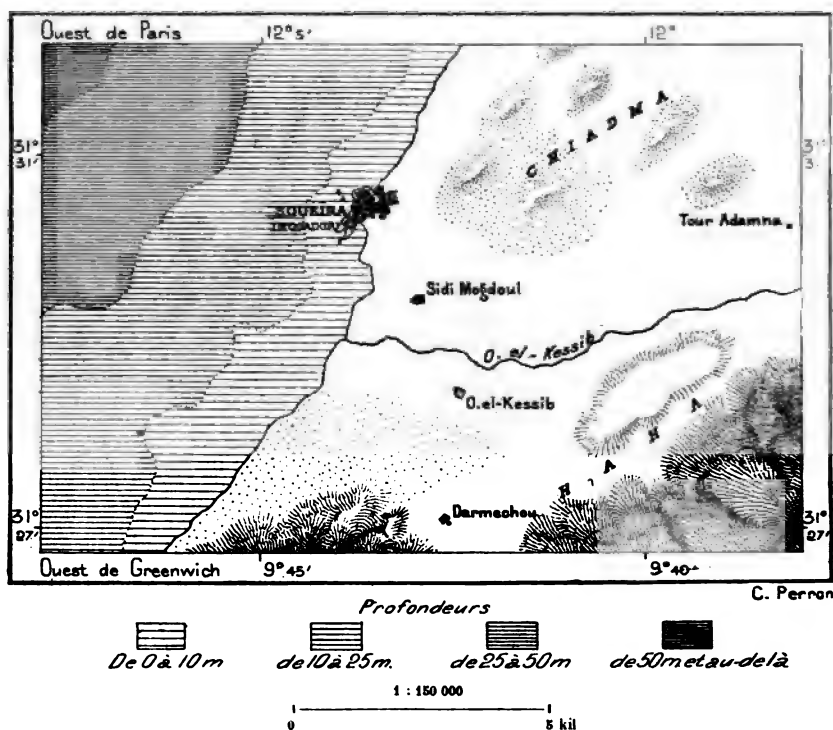 Ouest de Paris
12° 5'
12°
31°
31'
31°
3'
CHIADMA
SOUEIRA
(MOGADOR)
Tour Adamna
Sidi Mogdoul
O. el-Kessib
O. el-Kessib
HAHA
Darmechou
31°
27'
31°
27'
Ouest de Greenwich
9° 45'
9° 40'
C. Perron
Profondeurs
De 0 à 10 m
de 10 à 25 m.
de 25 à 50 m
de 50 m et au-delà
1 : 150 000
0
5 kil